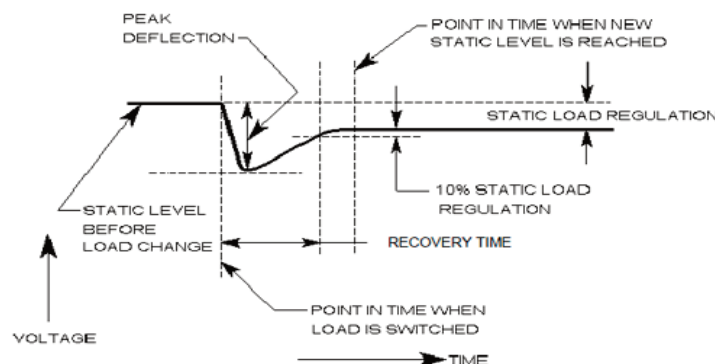 PEAK
DEFLECTION
POINT IN TIME WHEN NEW
STATIC LEVEL IS REACHED
STATIC LOAD REGULATION
10% STATIC LOAD
REGULATION
STATIC LEVEL
BEFORE
LOAD CHANGE
RECOVERY TIME
POINT IN TIME WHEN
LOAD IS SWITCHED
VOLTAGE
TIME